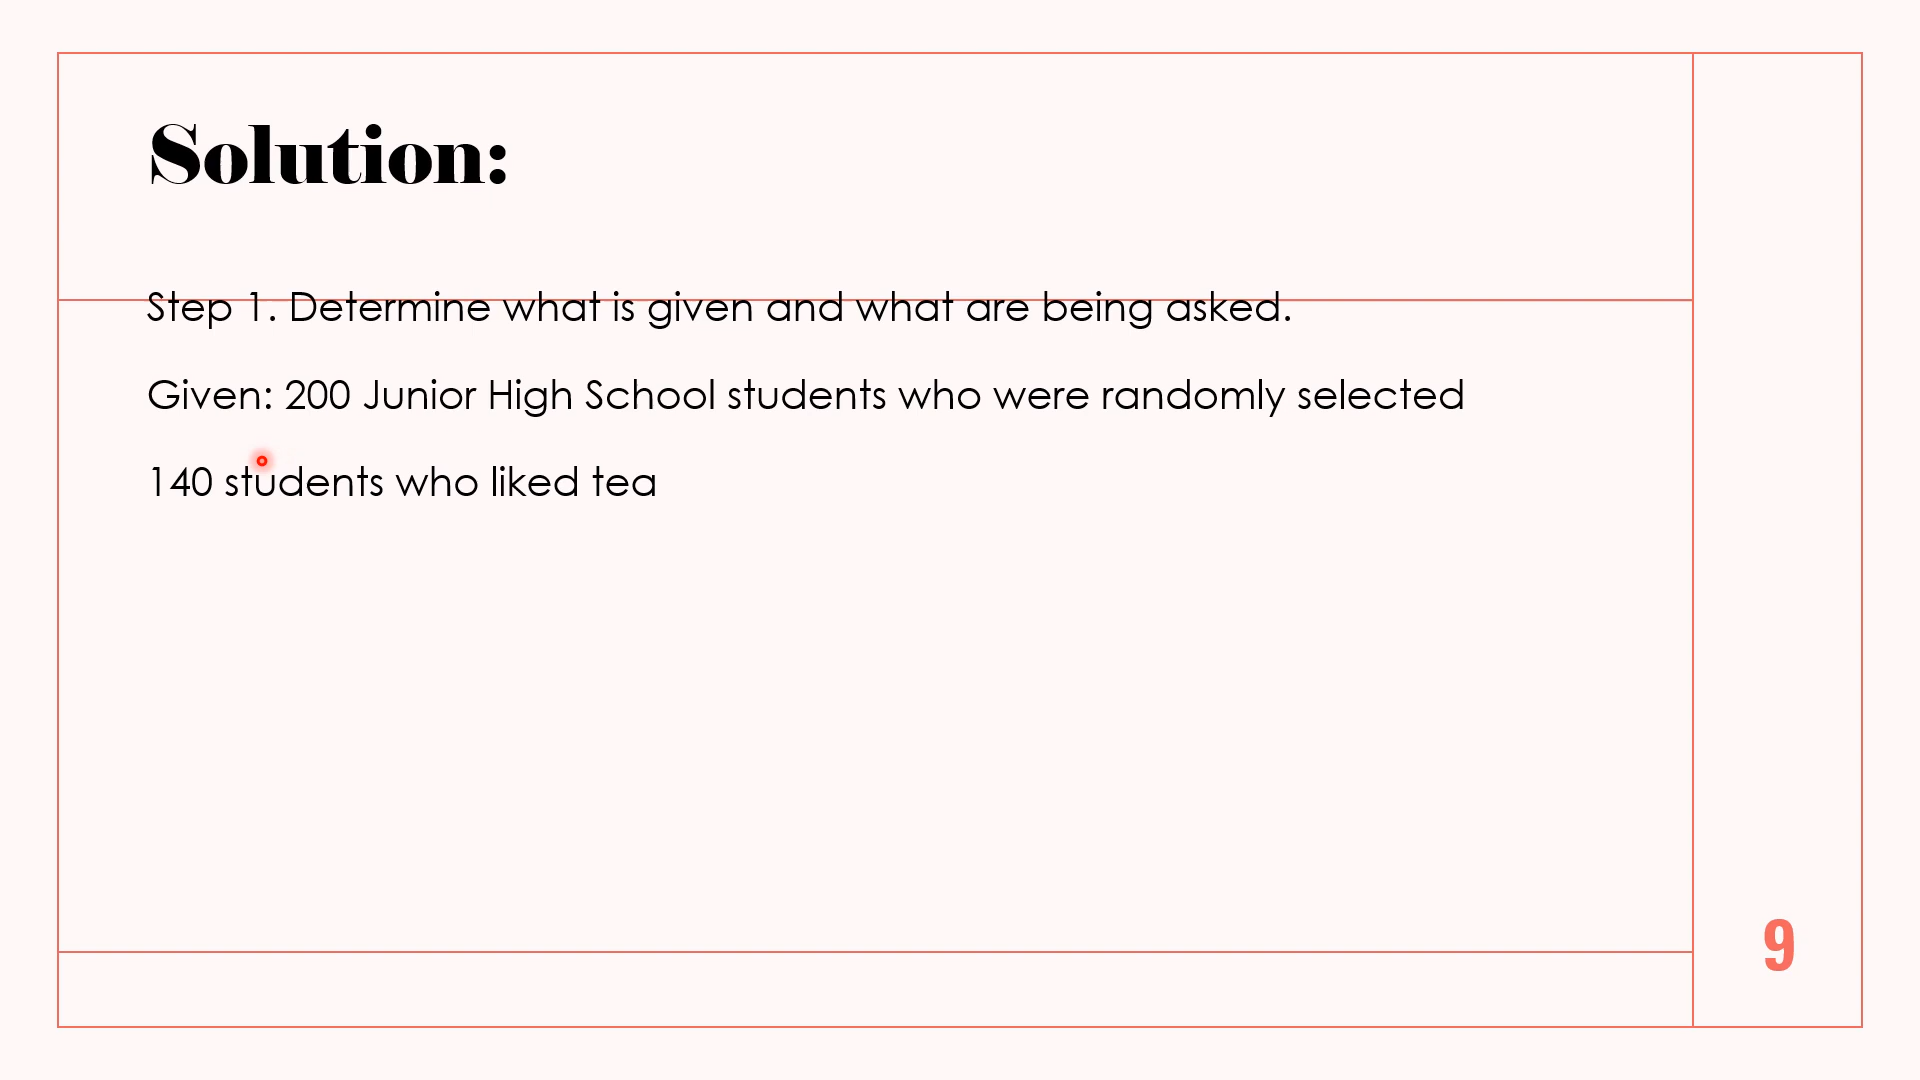 Solution:
Step 1. Determine what is given and what are being asked.
Given: 200 Junior High School students who were randomly selected
140 students who liked tea
9